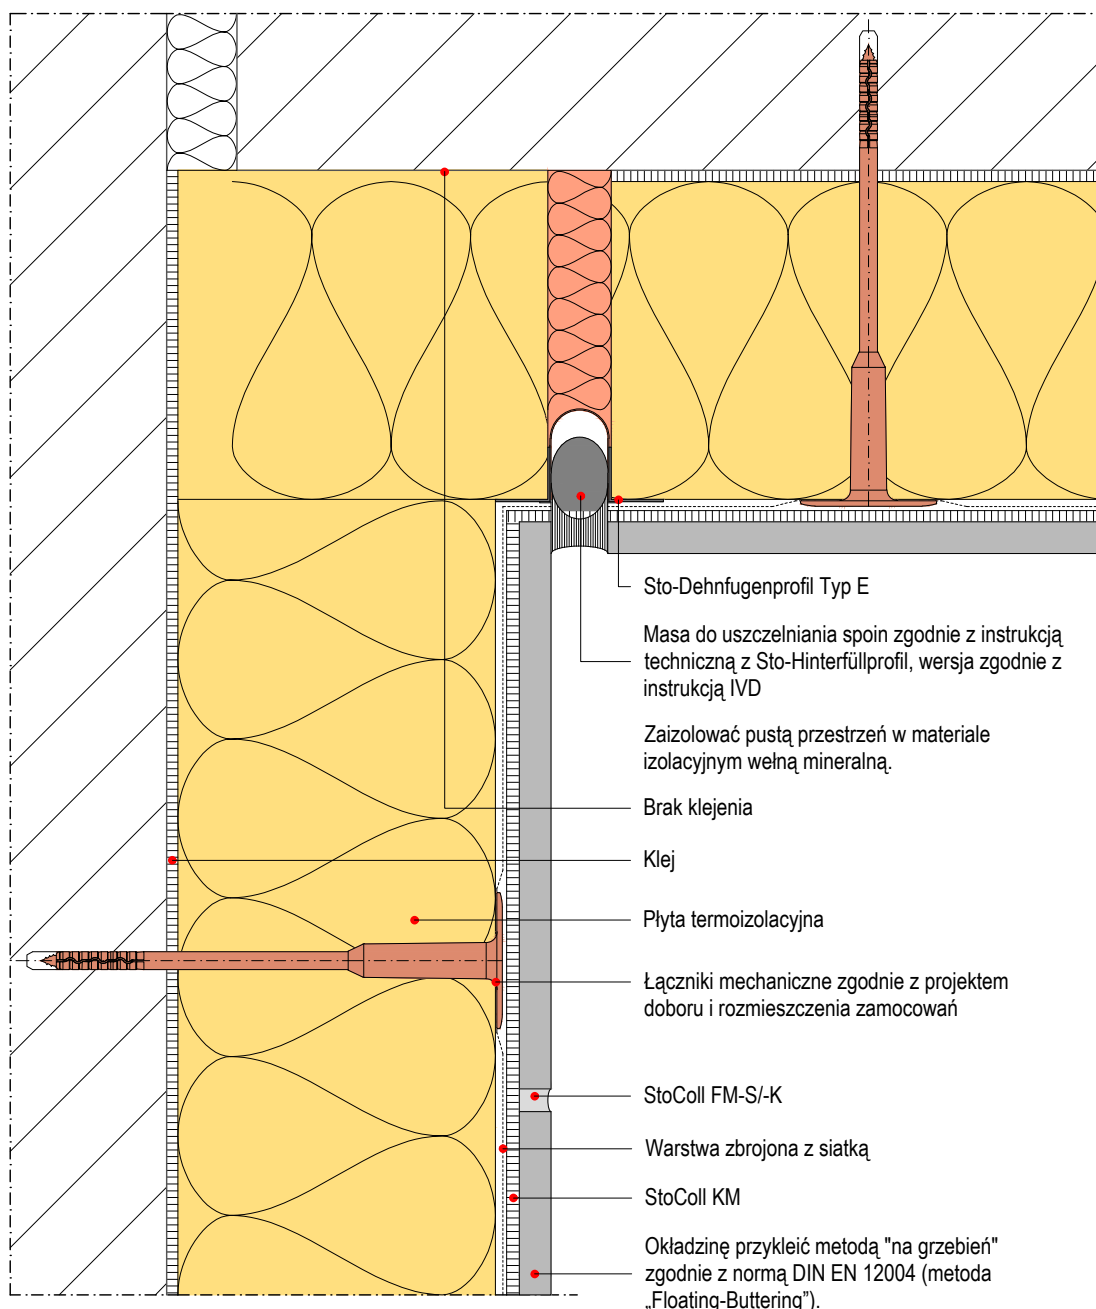 Sto-Dehnfugenprofil Typ E
Masa do uszczelniania spoin zgodnie z instrukcją
techniczną z Sto-Hinterfüllprofil, wersja zgodnie z
instrukcją IVD
Zaizolować pustą przestrzeń w materiale
izolacyjnym wełną mineralną.
Brak klejenia
Klej
Płyta termoizolacyjna
Łączniki mechaniczne zgodnie z projektem
doboru i rozmieszczenia zamocowań
StoColl FM-S/-K
Warstwa zbrojona z siatką
StoColl KM
Okładzinę przykleić metodą "na grzebień"
zgodnie z normą DIN EN 12004 (metoda
„Floating-Buttering”).